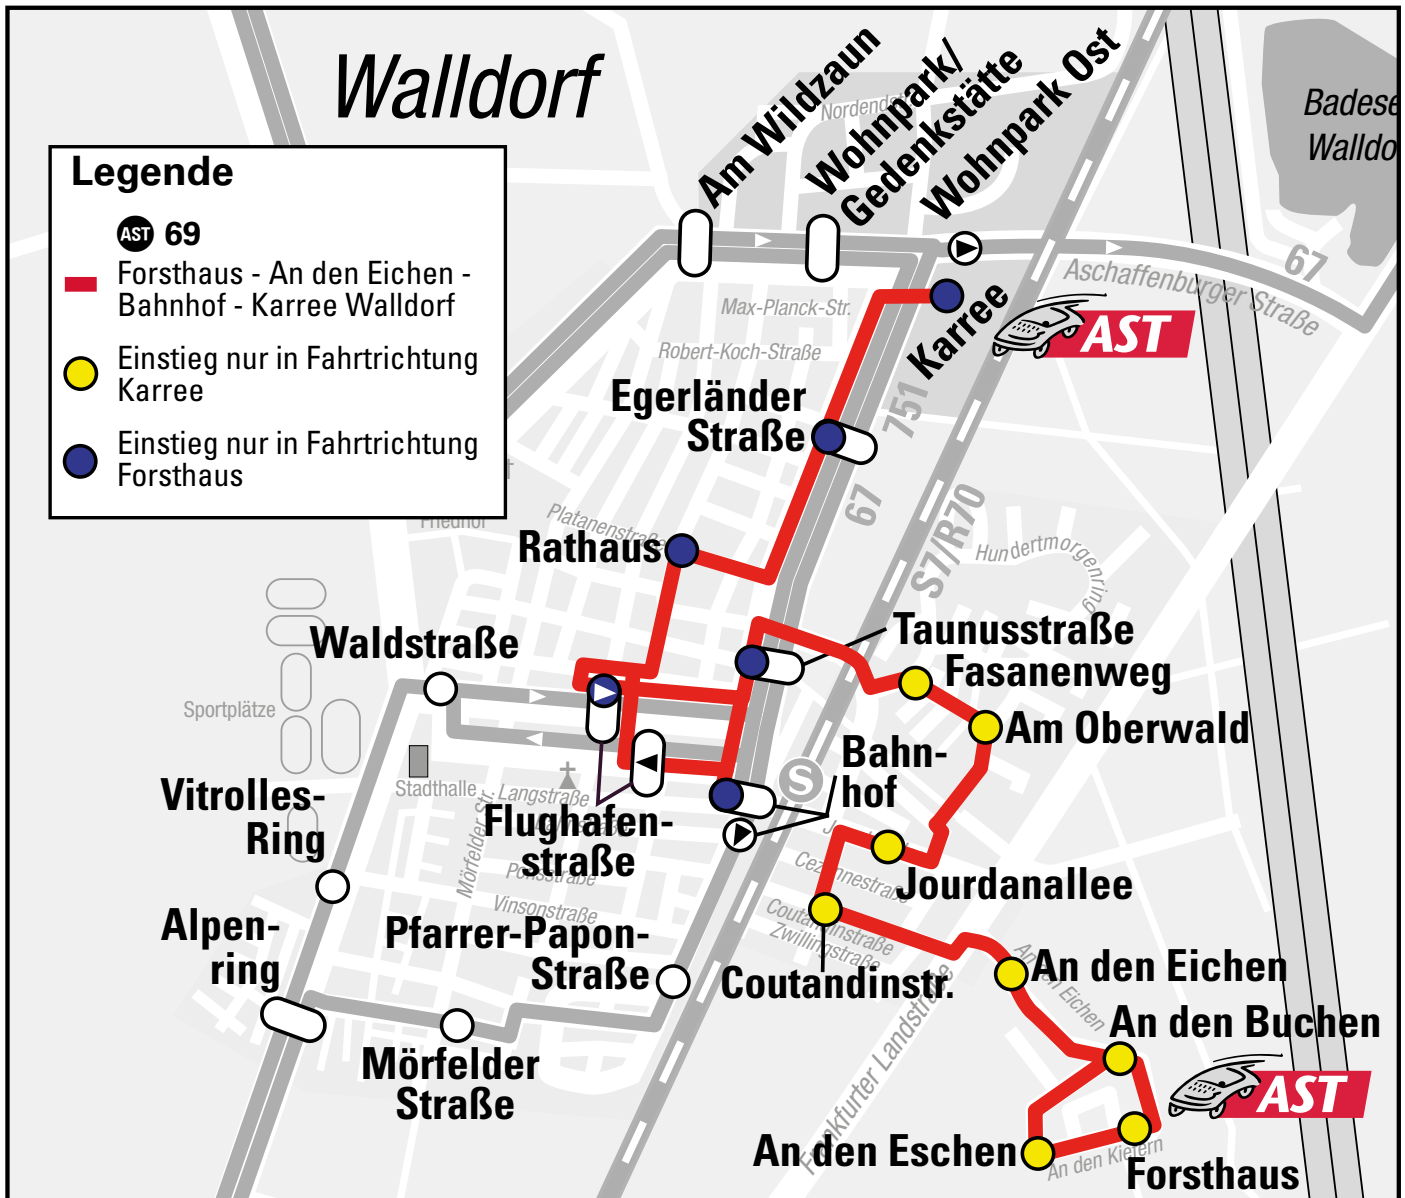 Walldorf
Am Wildzaun
Wohnpark/
Gedenkstätte
Wohnpark Ost
Badese
Walldo
Legende
AST 69
Forsthaus - An den Eichen -
Bahnhof - Karree Walldorf
Einstieg nur in Fahrtrichtung
Karree
Einstieg nur in Fahrtrichtung
Forsthaus
67
Aschaffenburger Straße
Max-Planck-Str.
Robert-Koch-Straße
Karree
AST
751
Egerländer
Straße
67
S7/R70
Friedhof
Platanenstraße
Rathaus
Hundertmorgenring
Waldstraße
Taunusstraße
Fasanenweg
Sportplätze
Am Oberwald
Bahn-
hof
S
Stadthalle
Langstraße
Mörfelder Str.
Vitrolles-
Ring
Flughafen-
straße
Cezannestraße
Jourdanallee
Vinsonstraße
Coutandinstraße
Zwillingstraße
Alpen-
ring
Pfarrer-Papon-
Straße
Coutandinstr.
An den Eichen
An den Eichen
An den Buchen
Mörfelder
Straße
Frankfurter Landstraße
AST
An den Eschen
An den Kiefern
Forsthaus